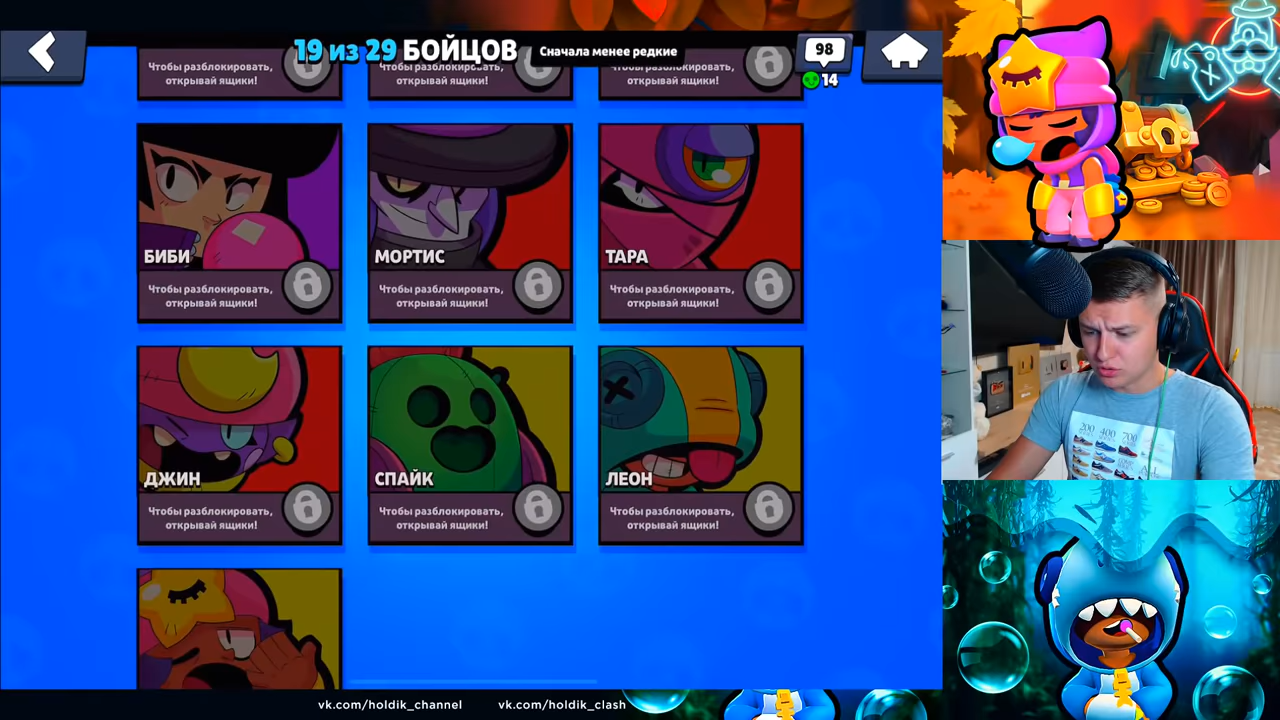 19 из 29 БОЙЦОВ
Сначала менее редкие
98
14
Чтобы разблокировать,
открывай ящики!
Чтобы разблокировать,
открывай ящики!
Чтобы разблокировать,
открывай ящики!
БИБИ
Чтобы разблокировать,
открывай ящики!
МОРТИС
Чтобы разблокировать,
открывай ящики!
ТАРА
Чтобы разблокировать,
открывай ящики!
ДЖИН
Чтобы разблокировать,
открывай ящики!
СПАЙК
Чтобы разблокировать,
открывай ящики!
ЛЕОН
Чтобы разблокировать,
открывай ящики!
200 400 700
vk.com/holdik_channel
vk.com/holdik_clash